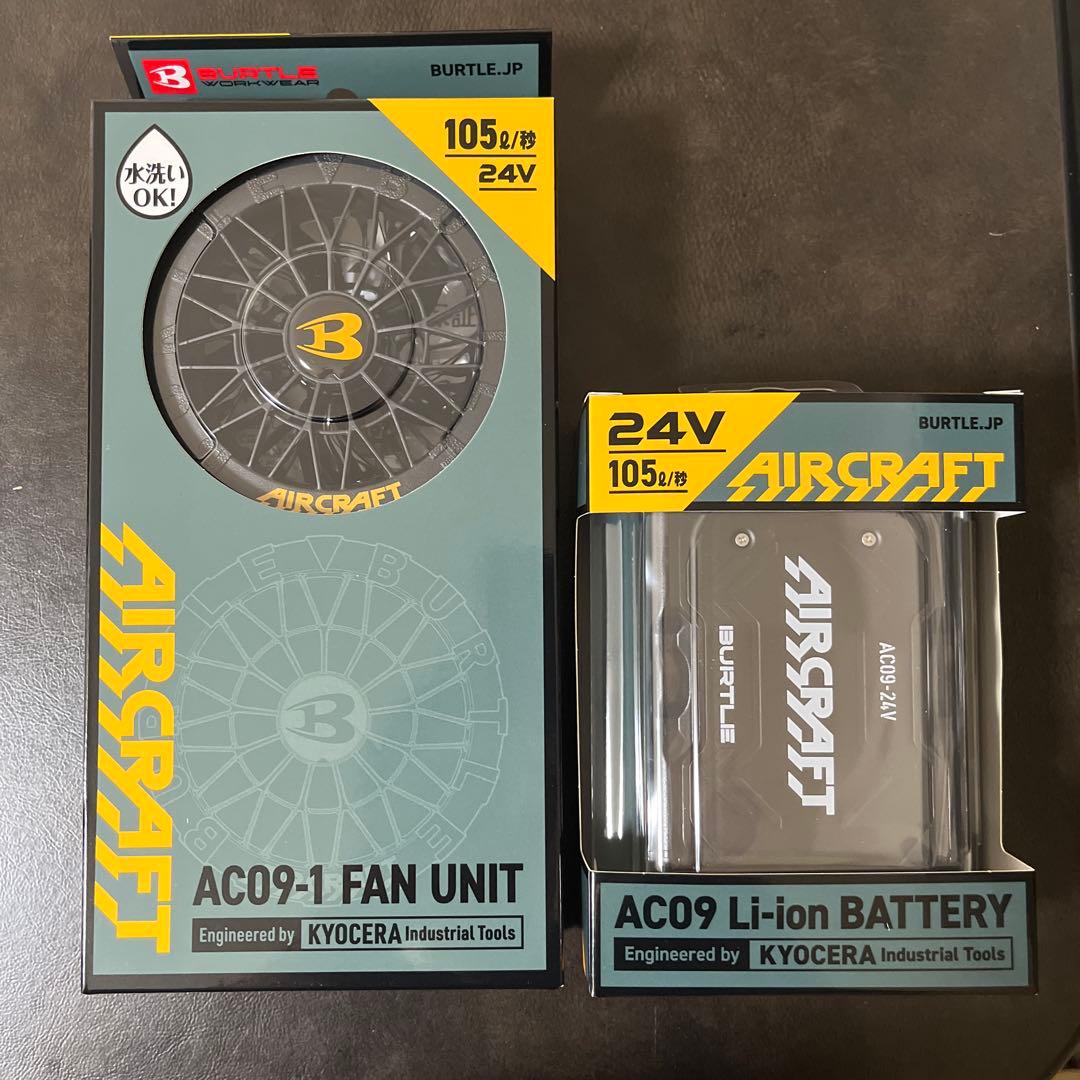 BURTLE
WORKWEAR
BURTLE.JP
水洗い
OK!
105ℓ/秒
24V
B
AIRCRAFT
AIRCRAFT
BURTLE
B
AC09-1 FAN UNIT
Engineered by KYOCERA Industrial Tools
24V
105ℓ/秒
BURTLE.JP
AIRCRAFT
AIRCRAFT
BURTLE
AC09-24V
AC09 Li-ion BATTERY
Engineered by KYOCERA Industrial Tools